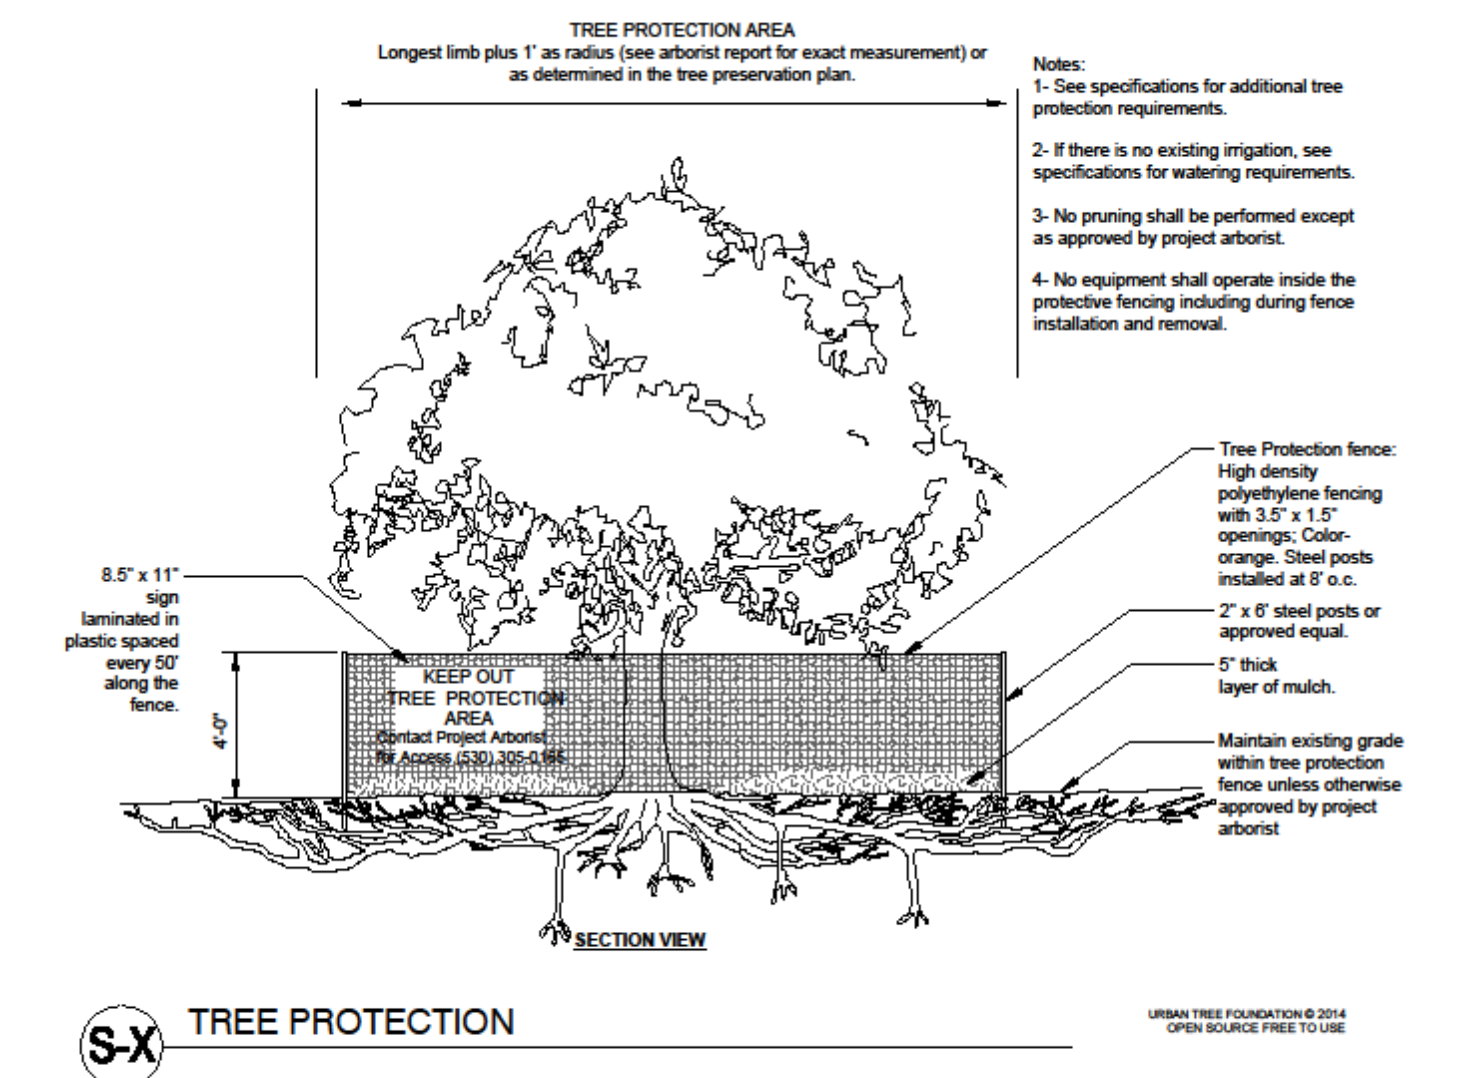 TREE PROTECTION AREA
Longest limb plus 1' as radius (see arborist report for exact measurement) or
as determined in the tree preservation plan.
Notes:
1- See specifications for additional tree
protection requirements.
2- If there is no existing irrigation, see
specifications for watering requirements.
3- No pruning shall be performed except
as approved by project arborist.
4- No equipment shall operate inside the
protective fencing including during fence
installation and removal.
Tree Protection fence:
High density
polyethylene fencing
with 3.5" x 1.5"
openings; Color-
orange. Steel posts
installed at 8' o.c.
2" x 6' steel posts or
approved equal.
5" thick
layer of mulch.
Maintain existing grade
within tree protection
fence unless otherwise
approved by project
arborist
8.5" x 11"
sign
laminated in
plastic spaced
every 50'
along the
fence.
4'-0"
KEEP OUT
TREE PROTECTION
AREA
Contact Project Arborist
for Access (530) 305-0165
SECTION VIEW
S-X
TREE PROTECTION
URBAN TREE FOUNDATION © 2014
OPEN SOURCE FREE TO USE